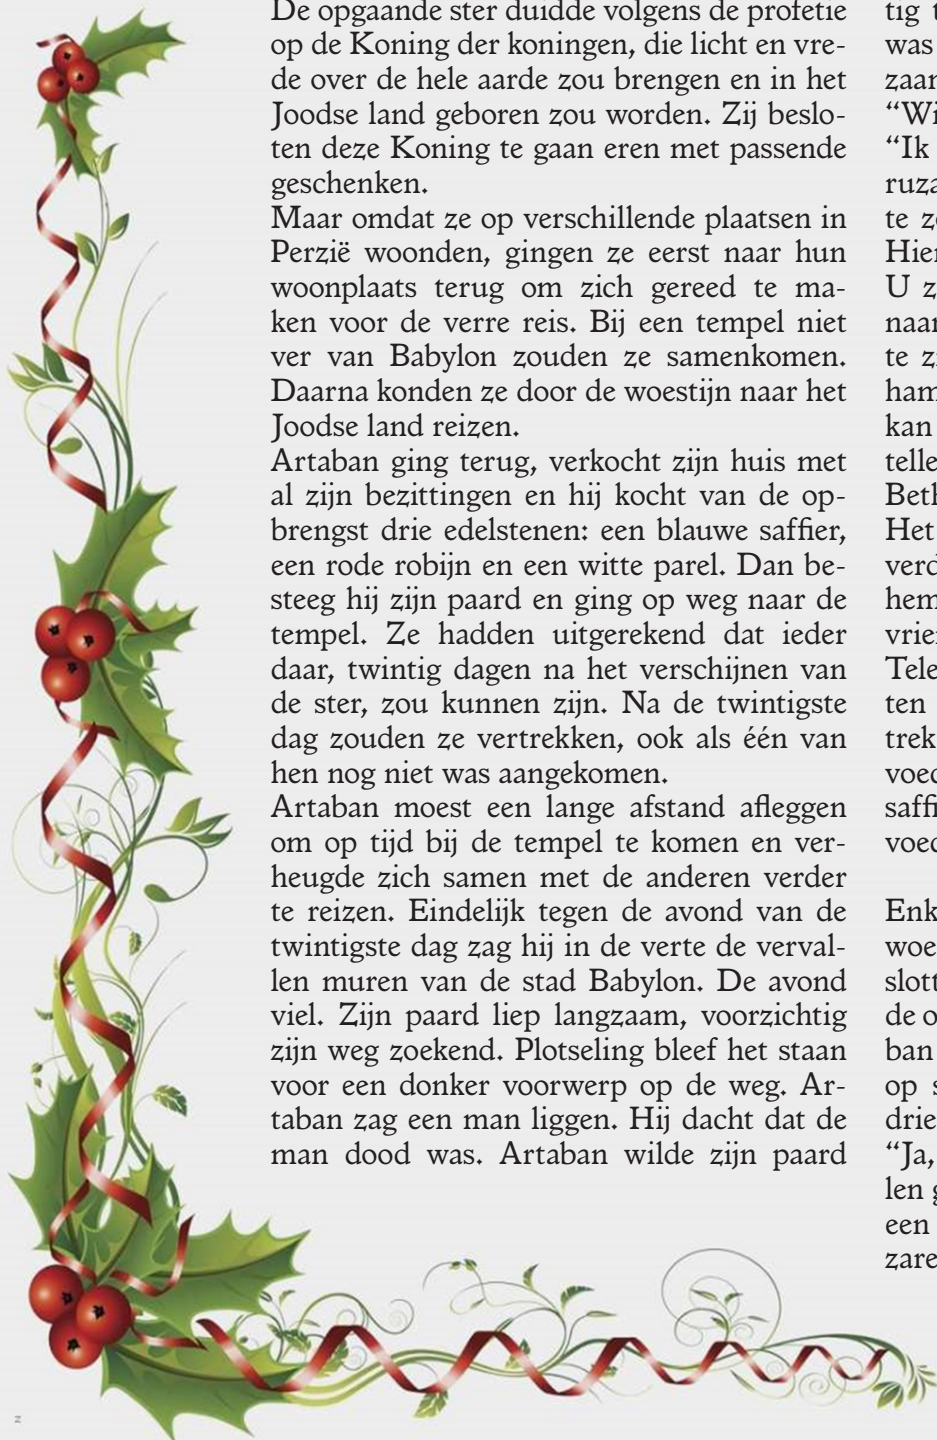 De opgaande ster duidde volgens de profetie
op de Koning der koningen, die licht en vre-
de over de hele aarde zou brengen en in het
Joodse land geboren zou worden. Zij beslo-
ten deze Koning te gaan eren met passende
geschenken.
Maar omdat ze op verschillende plaatsen in
Perzië woonden, gingen ze eerst naar hun
woonplaats terug om zich gereed te ma-
ken voor de verre reis. Bij een tempel niet
ver van Babylon zouden ze samenkomen.
Daarna konden ze door de woestijn naar het
Joodse land reizen.
Artaban ging terug, verkocht zijn huis met
al zijn bezittingen en hij kocht van de op-
brengst drie edelstenen: een blauwe saffier,
een rode robijn en een witte parel. Dan be-
steeg hij zijn paard en ging op weg naar de
tempel. Ze hadden uitgerekend dat ieder
daar, twintig dagen na het verschijnen van
de ster, zou kunnen zijn. Na de twintigste
dag zouden ze vertrekken, ook als één van
hen nog niet was aangekomen.
Artaban moest een lange afstand afleggen
om op tijd bij de tempel te komen en ver-
heugde zich samen met de anderen verder
te reizen. Eindelijk tegen de avond van de
twintigste dag zag hij in de verte de verval-
len muren van de stad Babylon. De avond
viel. Zijn paard liep langzaam, voorzichtig
zijn weg zoekend. Plotseling bleef het staan
voor een donker voorwerp op de weg. Ar-
taban zag een man liggen. Hij dacht dat de
man dood was. Artaban wilde zijn paard
tig
was
zaar
“Wi
“Ik
ruza
te
Hier
U z
naar
te
ham
kan
telle
Beth
Het
verd
hem
vrie
Tele
ten
trek
voed
saffi
voed
Enk
woe
slott
de
ban
op
drie
“Ja,
len
een
zare